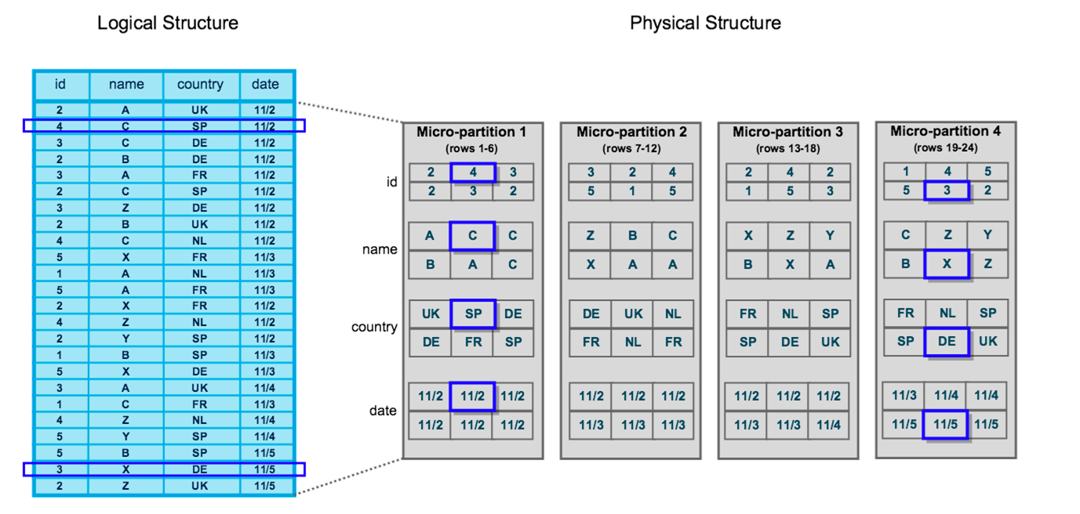 Logical Structure
Physical Structure
id name country date
2 A UK 11/2
4 C SP 11/2
3 C DE 11/2
2 B DE 11/2
3 A FR 11/2
2 C SP 11/2
3 Z DE 11/2
2 B UK 11/2
4 C NL 11/2
5 X FR 11/3
1 A NL 11/3
5 A FR 11/3
2 X FR 11/2
4 Z NL 11/2
2 Y SP 11/2
1 B SP 11/3
5 X DE 11/3
3 A UK 11/4
1 C FR 11/3
4 Z NL 11/4
5 Y SP 11/4
5 B SP 11/5
3 X DE 11/5
2 Z UK 11/5
id
name
country
date
Micro-partition 1
(rows 1-6)
2 4 3
2 3 2
A C C
B A C
UK SP DE
DE FR SP
11/2 11/2 11/2
11/2 11/2 11/2
Micro-partition 2
(rows 7-12)
3 2 4
5 1 5
Z B C
X A A
DE UK NL
FR NL FR
11/2 11/2 11/2
11/3 11/3 11/3
Micro-partition 3
(rows 13-18)
2 4 2
1 5 3
X Z Y
B X A
FR NL SP
SP DE UK
11/2 11/2 11/2
11/3 11/3 11/4
Micro-partition 4
(rows 19-24)
1 4 5
5 3 2
C Z Y
B X Z
FR NL SP
SP DE UK
11/3 11/4 11/4
11/5 11/5 11/5